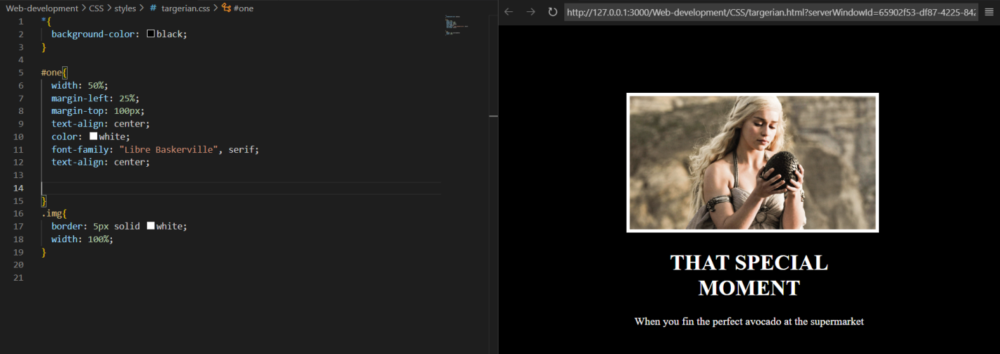 Web-development > CSS > styles > # targerian.css > #one
1 *{
2 background-color: black;
3 }
4
5 #one{
6 width: 50%;
7 margin-left: 25%;
8 margin-top: 100px;
9 text-align: center;
10 color: white;
11 font-family: "Libre Baskerville", serif;
12 text-align: center;
13
14
15 }
16 .img{
17 border: 5px solid white;
18 width: 100%;
19 }
20
21
http://127.0.0.1:3000/Web-development/CSS/targerian.html?serverWindowId=65902f53-df87-4225-842
THAT SPECIAL
MOMENT
When you fin the perfect avocado at the supermarket